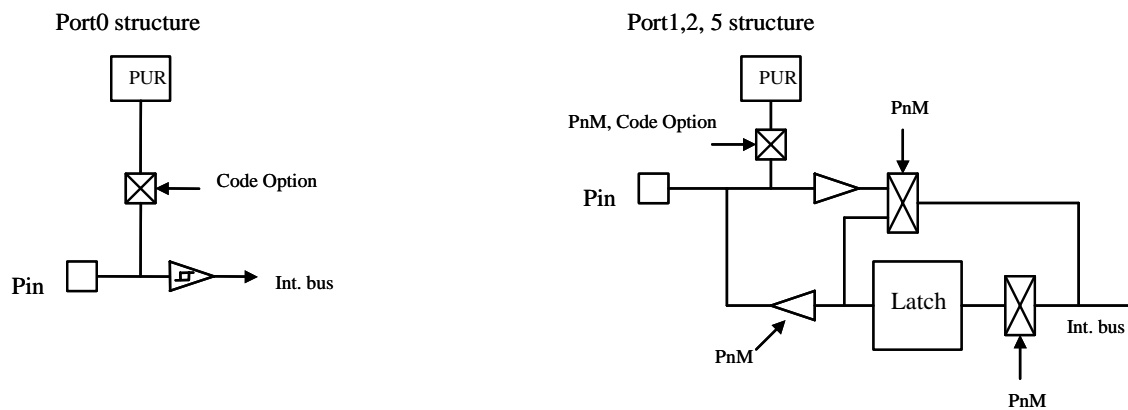 Port0 structure
PUR
Code Option
Pin
Int. bus
Port1,2, 5 structure
PUR
PnM, Code Option
PnM
Pin
Latch
PnM
Int. bus
PnM